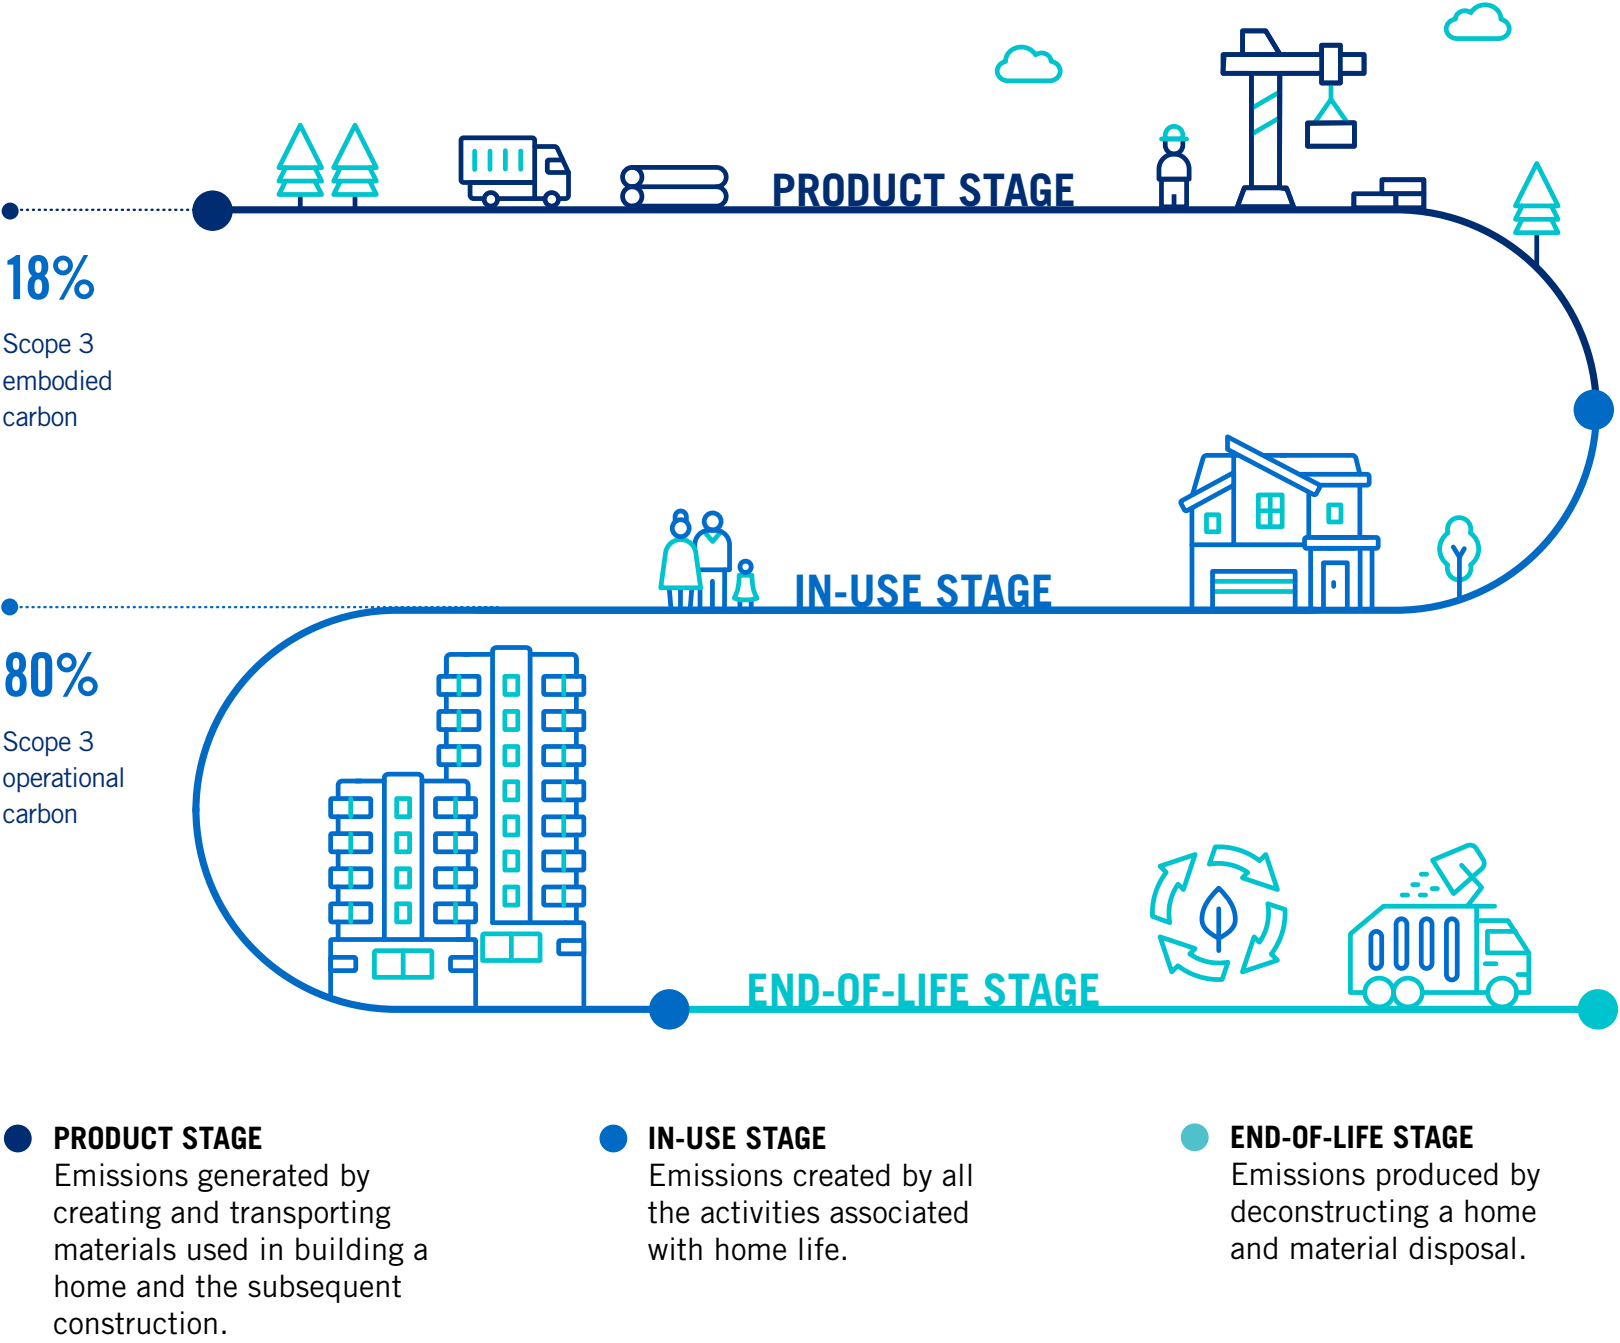 PRODUCT STAGE
18%
Scope 3
embodied
carbon
IN-USE STAGE
80%
Scope 3
operational
carbon
END-OF-LIFE STAGE
PRODUCT STAGE
Emissions generated by
creating and transporting
materials used in building a
home and the subsequent
construction.
IN-USE STAGE
Emissions created by all
the activities associated
with home life.
END-OF-LIFE STAGE
Emissions produced by
deconstructing a home
and material disposal.